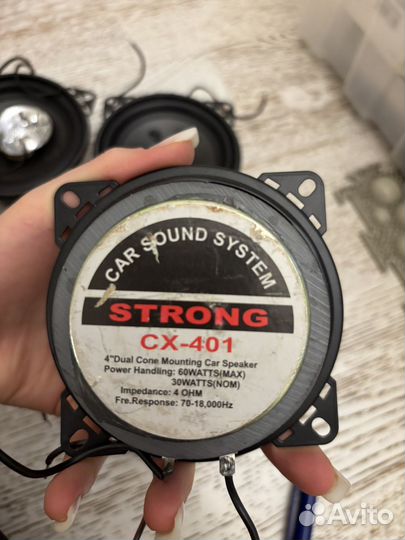 CAR SOUND SYSTEM
STRONG
CX-401
4"Dual Cone Mounting Car Speaker
Power Handling: 60WATTS(MAX)
30WATTS(NOM)
Impedance: 4 OHM
Fre.Response: 70-18,000Hz
Avito